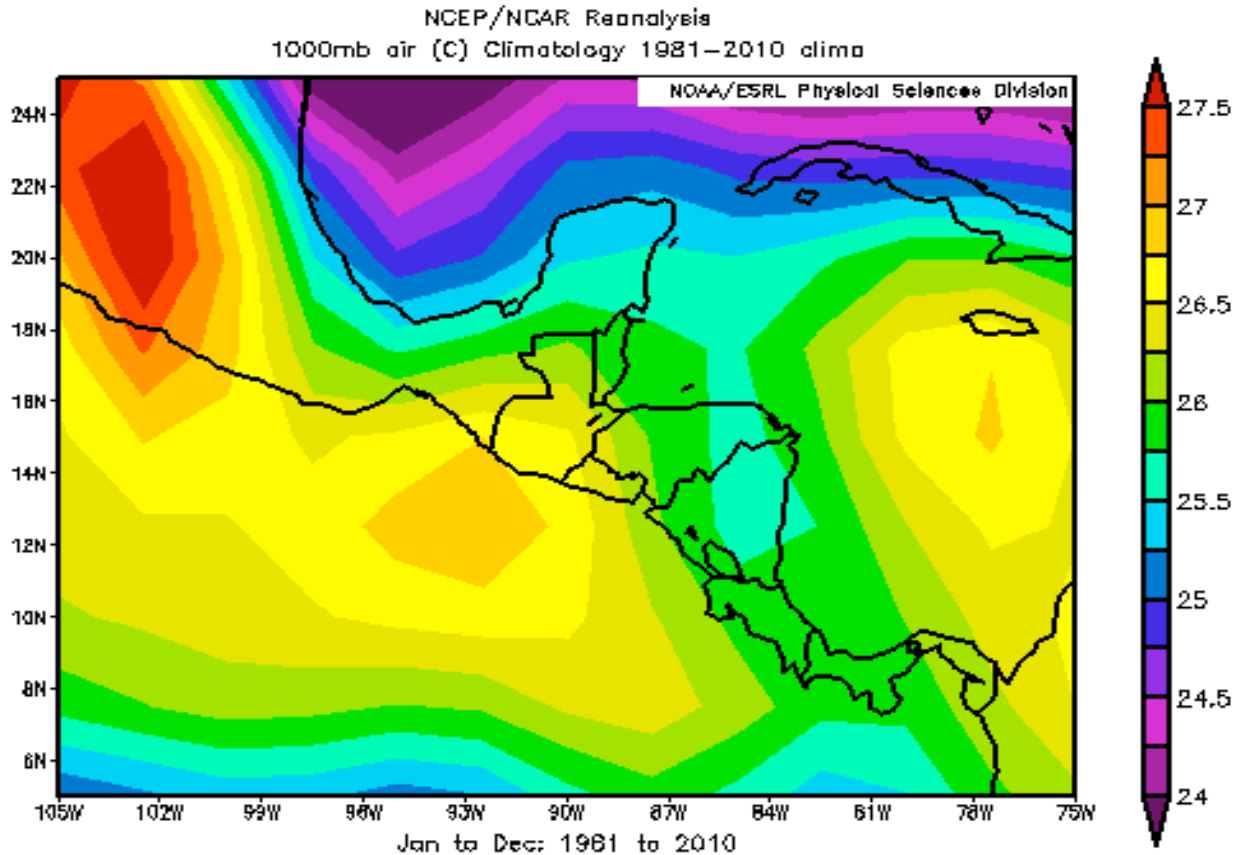 NCEP/NCAR Reanalysis
1000mb air (C) Climatology 1981-2010 climo
NOAA/ESRL Physical Sciences Division
24N
22N
20N
18N
16N
14N
12N
10N
8N
6N
105W 102W 99W 96W 93W 90W 87W 84W 81W 78W 75W
27.5
27
26.5
26
25.5
25
24.5
24
Jan to Dec: 1981 to 2010